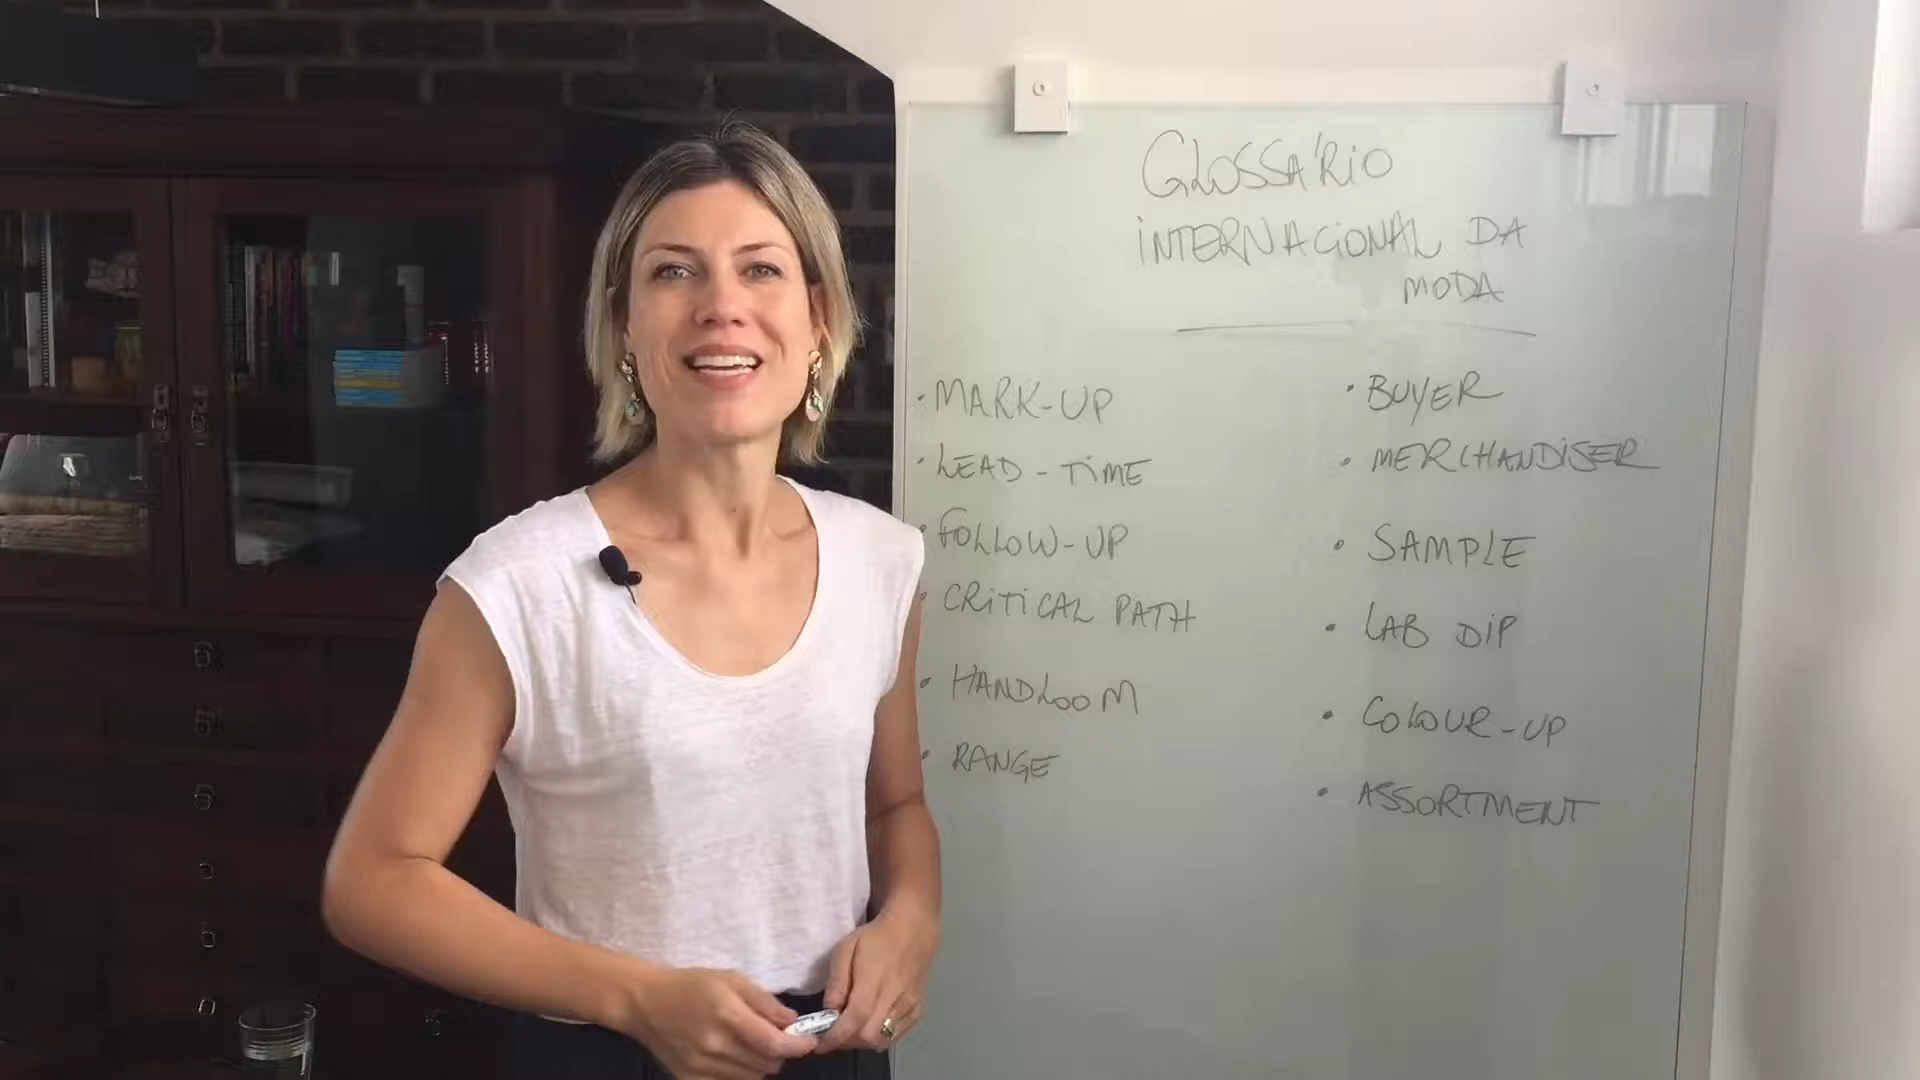 GLOSSÁRIO
INTERNACIONAL DA
MODA
• MARK-UP
• LEAD-TIME
• FOLLOW-UP
• CRITICAL PATH
• HANDLOOM
• RANGE
• BUYER
• MERCHANDISER
• SAMPLE
• LAB DIP
• COLOUR-UP
• ASSORTMENT